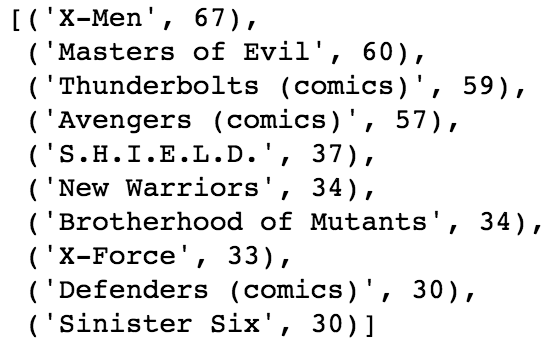 [('X-Men', 67),
('Masters of Evil', 60),
('Thunderbolts (comics)', 59),
('Avengers (comics)', 57),
('S.H.I.E.L.D.', 37),
('New Warriors', 34),
('Brotherhood of Mutants', 34),
('X-Force', 33),
('Defenders (comics)', 30),
('Sinister Six', 30)]